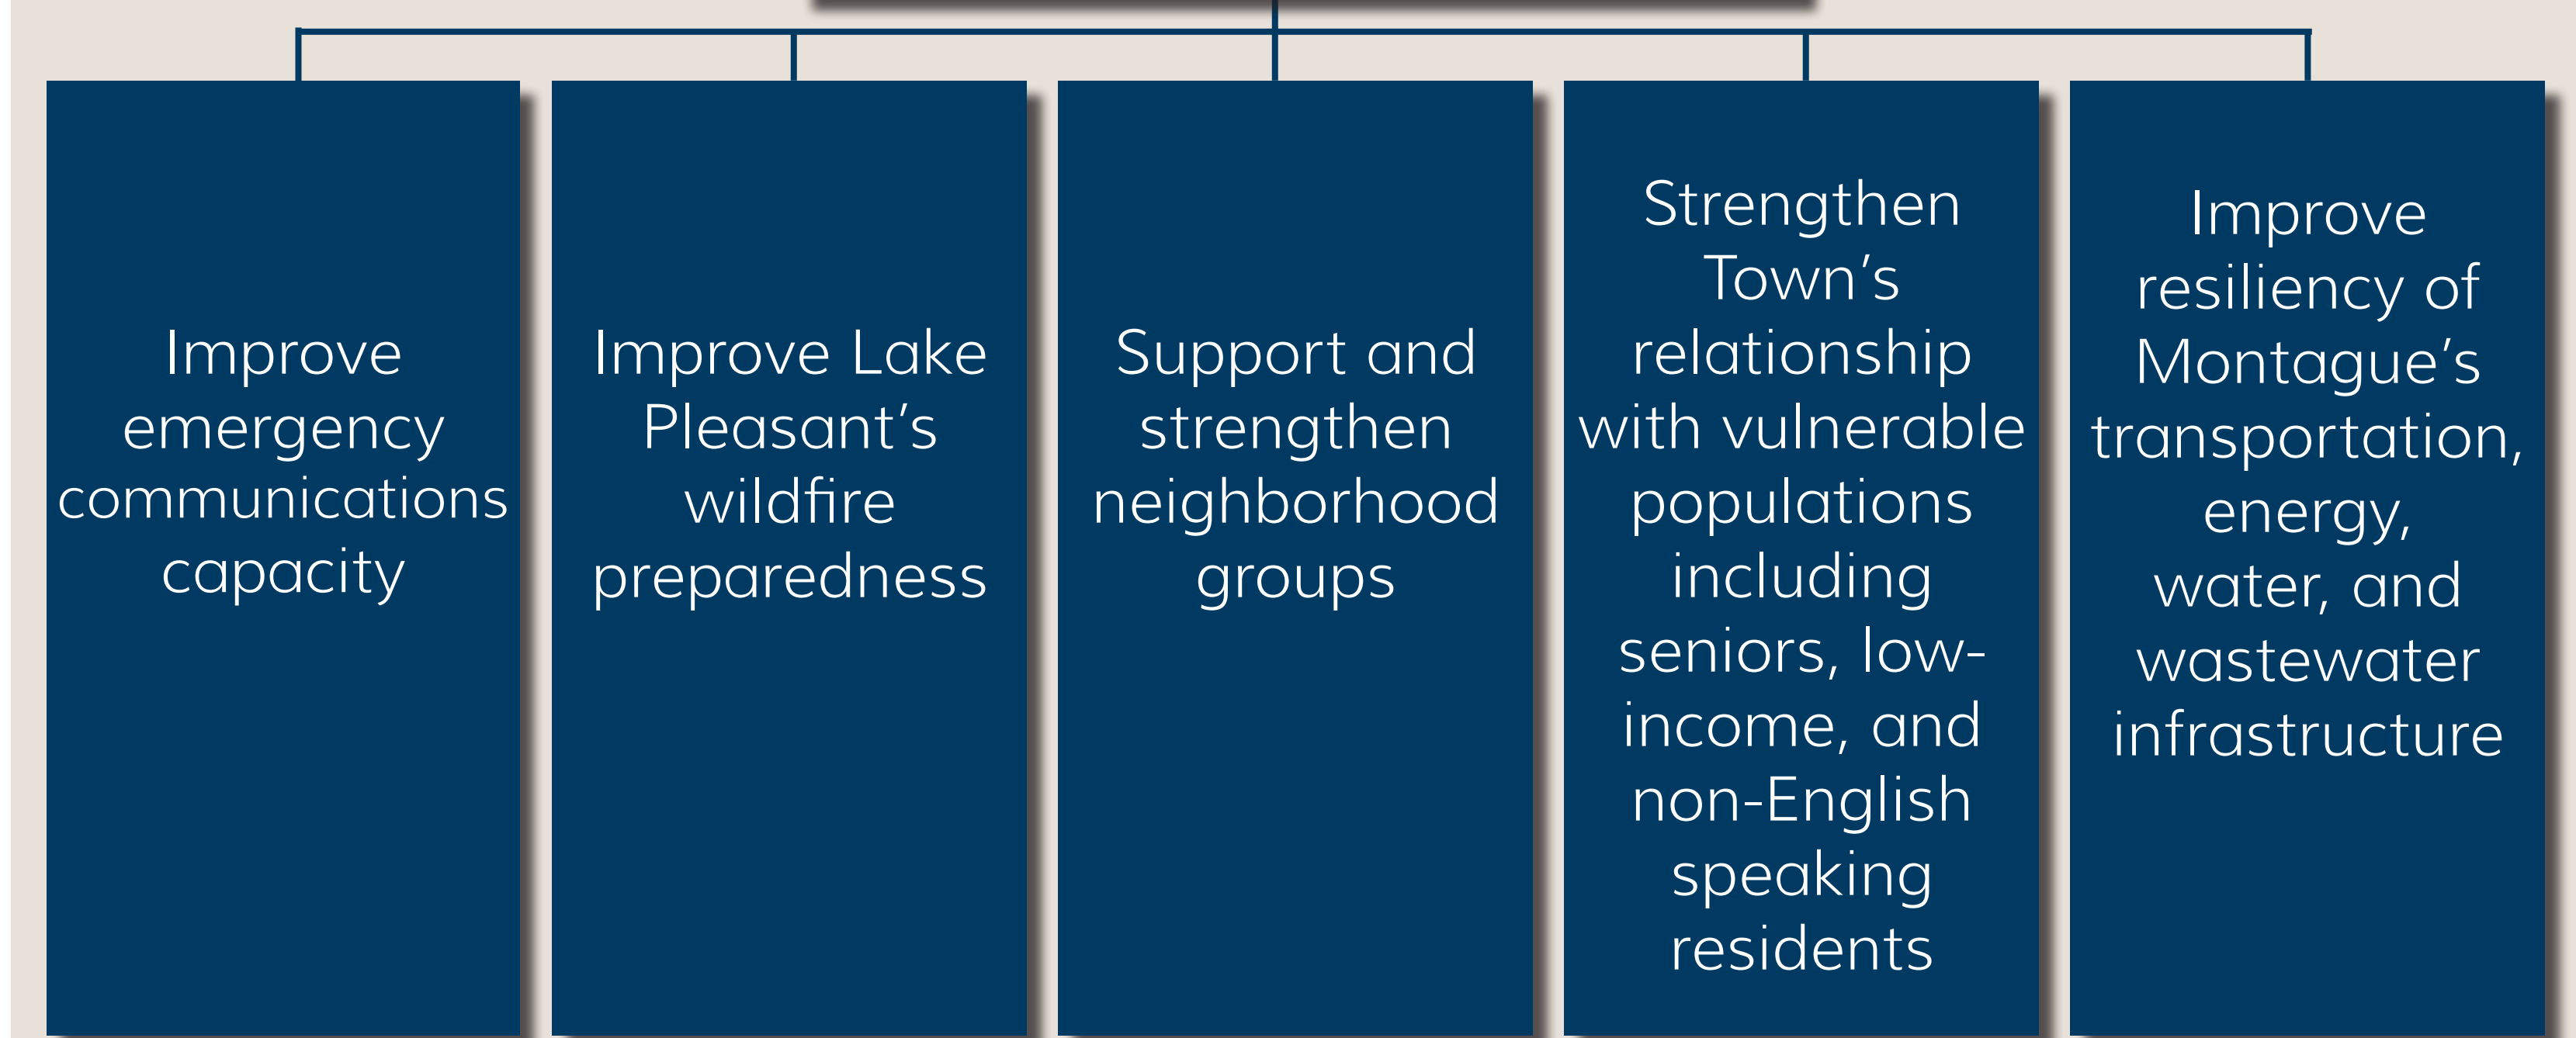 Improve
emergency
communications
capacity
Improve Lake
Pleasant’s
wildfire
preparedness
Support and
strengthen
neighborhood
groups
Strengthen
Town’s
relationship
with vulnerable
populations
including
seniors, low-
income, and
non-English
speaking
residents
Improve
resiliency of
Montague’s
transportation,
energy,
water, and
wastewater
infrastructure